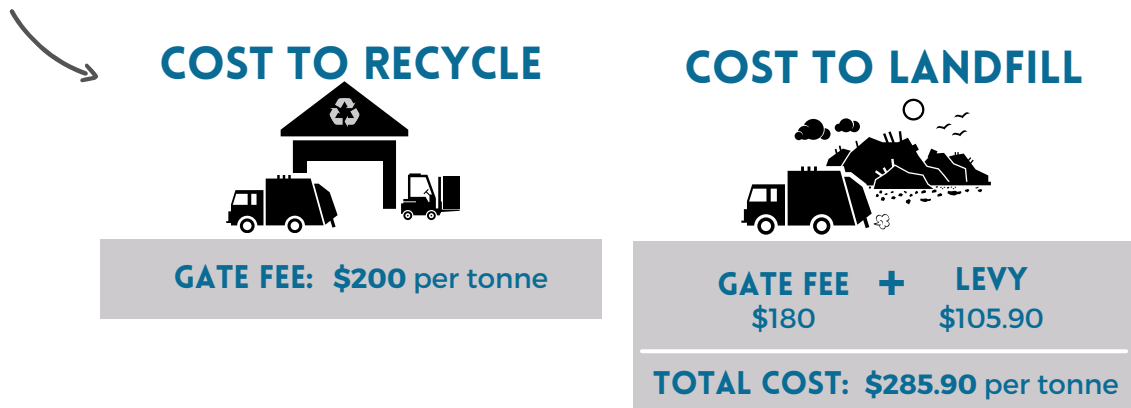 COST TO RECYCLE
GATE FEE: $200 per tonne
COST TO LANDFILL
GATE FEE + LEVY
$180 $105.90
TOTAL COST: $285.90 per tonne